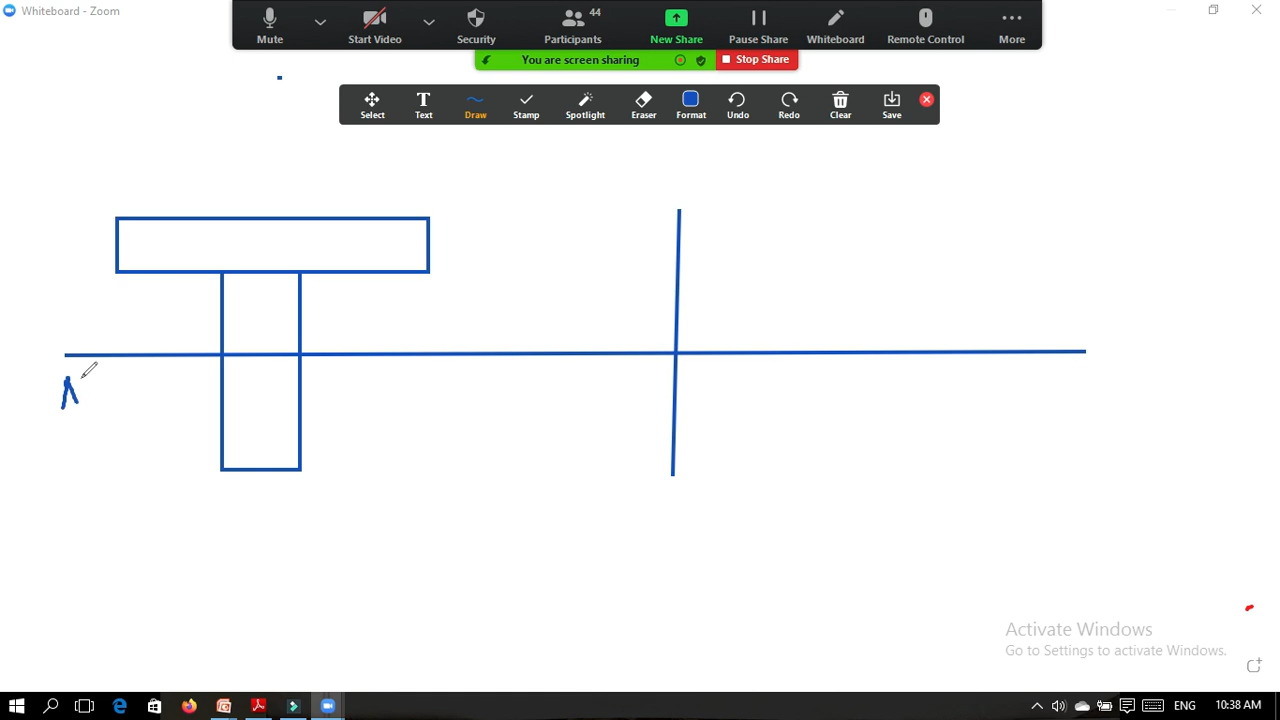 Whiteboard - Zoom
44
Mute
Start Video
Security
Participants
New Share
Pause Share
Whiteboard
Remote Control
More
You are screen sharing
Stop Share
Select
Text
Draw
Stamp
Spotlight
Eraser
Format
Undo
Redo
Clear
Save
Activate Windows
Go to Settings to activate Windows.
ENG
10:38 AM